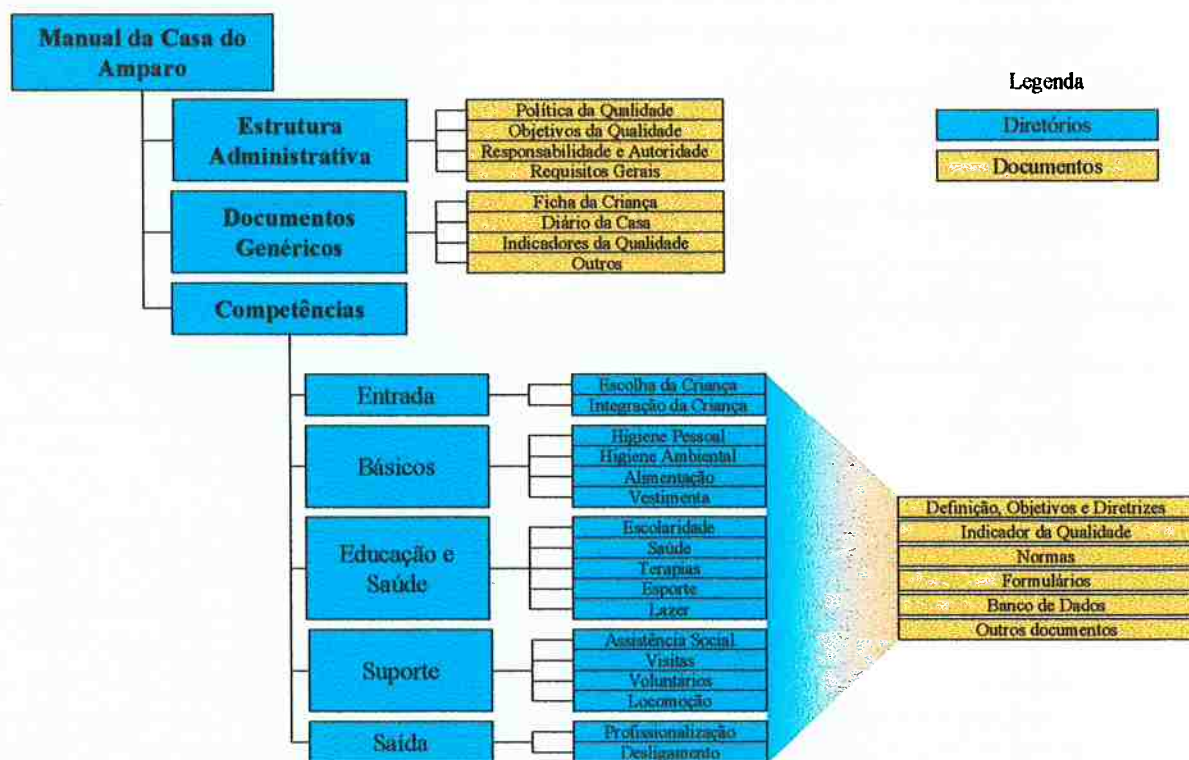 Manual da Casa do
Amparo
Legenda
Diretórios
Documentos
Estrutura
Administrativa
Política da Qualidade
Objetivos da Qualidade
Responsabilidade e Autoridade
Requisitos Gerais
Documentos
Genéricos
Ficha da Criança
Diário da Casa
Indicadores da Qualidade
Outros
Competências
Entrada
Escolha da Criança
Integração da Criança
Básicos
Higiene Pessoal
Higiene Ambiental
Alimentação
Vestimenta
Educação e
Saúde
Escolaridade
Saúde
Terapias
Esporte
Lazer
Suporte
Assistência Social
Visitas
Voluntários
Locomoção
Saída
Profissionalização
Desligamento
Definição, Objetivos e Diretrizes
Indicador da Qualidade
Normas
Formulários
Banco de Dados
Outros documentos